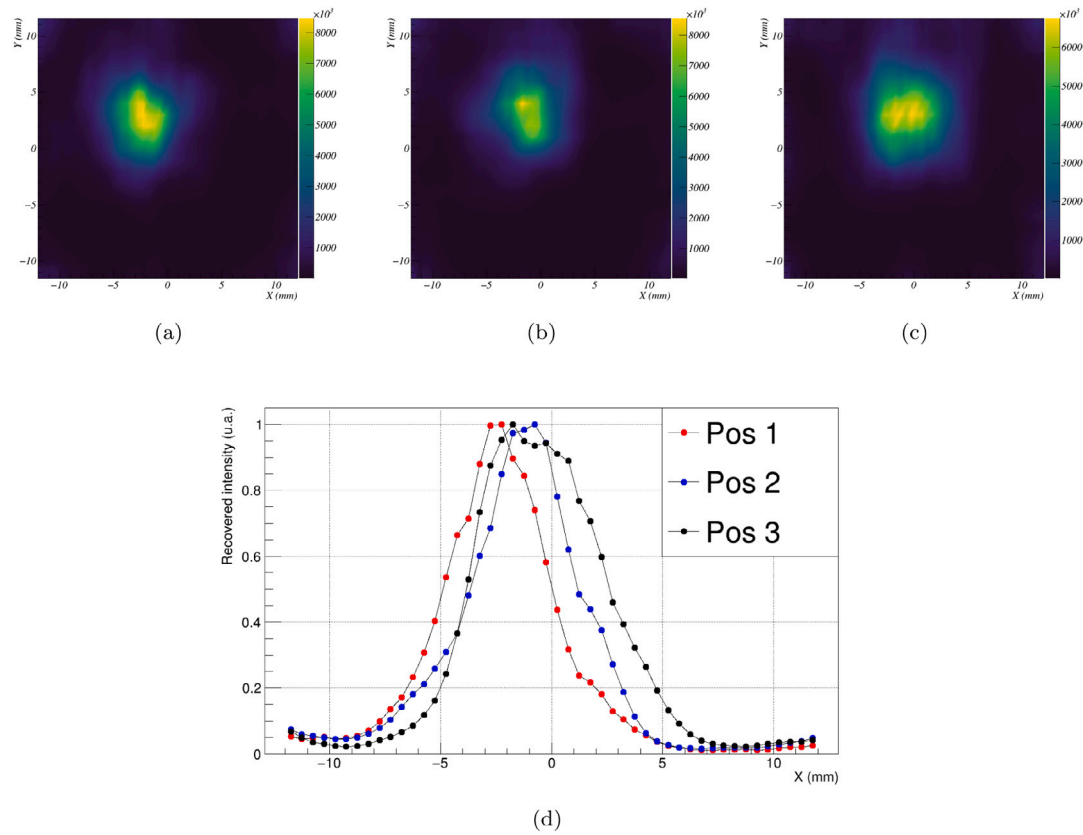 ×10³ ×10³ ×10³
Y (mm) Y (mm) Y (mm)
10 10 10
5 5 5
0 0 0
−5 −5 −5
−10 −10 −10
−10 −5 0 5 10 −10 −5 0 5 10 −10 −5 0 5 10
X (mm) X (mm) X (mm)
8000 7000 6000 5000 4000 3000 2000 1000
8000 7000 6000 5000 4000 3000 2000 1000
6000 5000 4000 3000 2000 1000
(a) (b) (c)
Recovered intensity (u.a.)
1
0.8
0.6
0.4
0.2
0
−10 −5 0 5 10
X (mm)
Pos 1
Pos 2
Pos 3
(d)